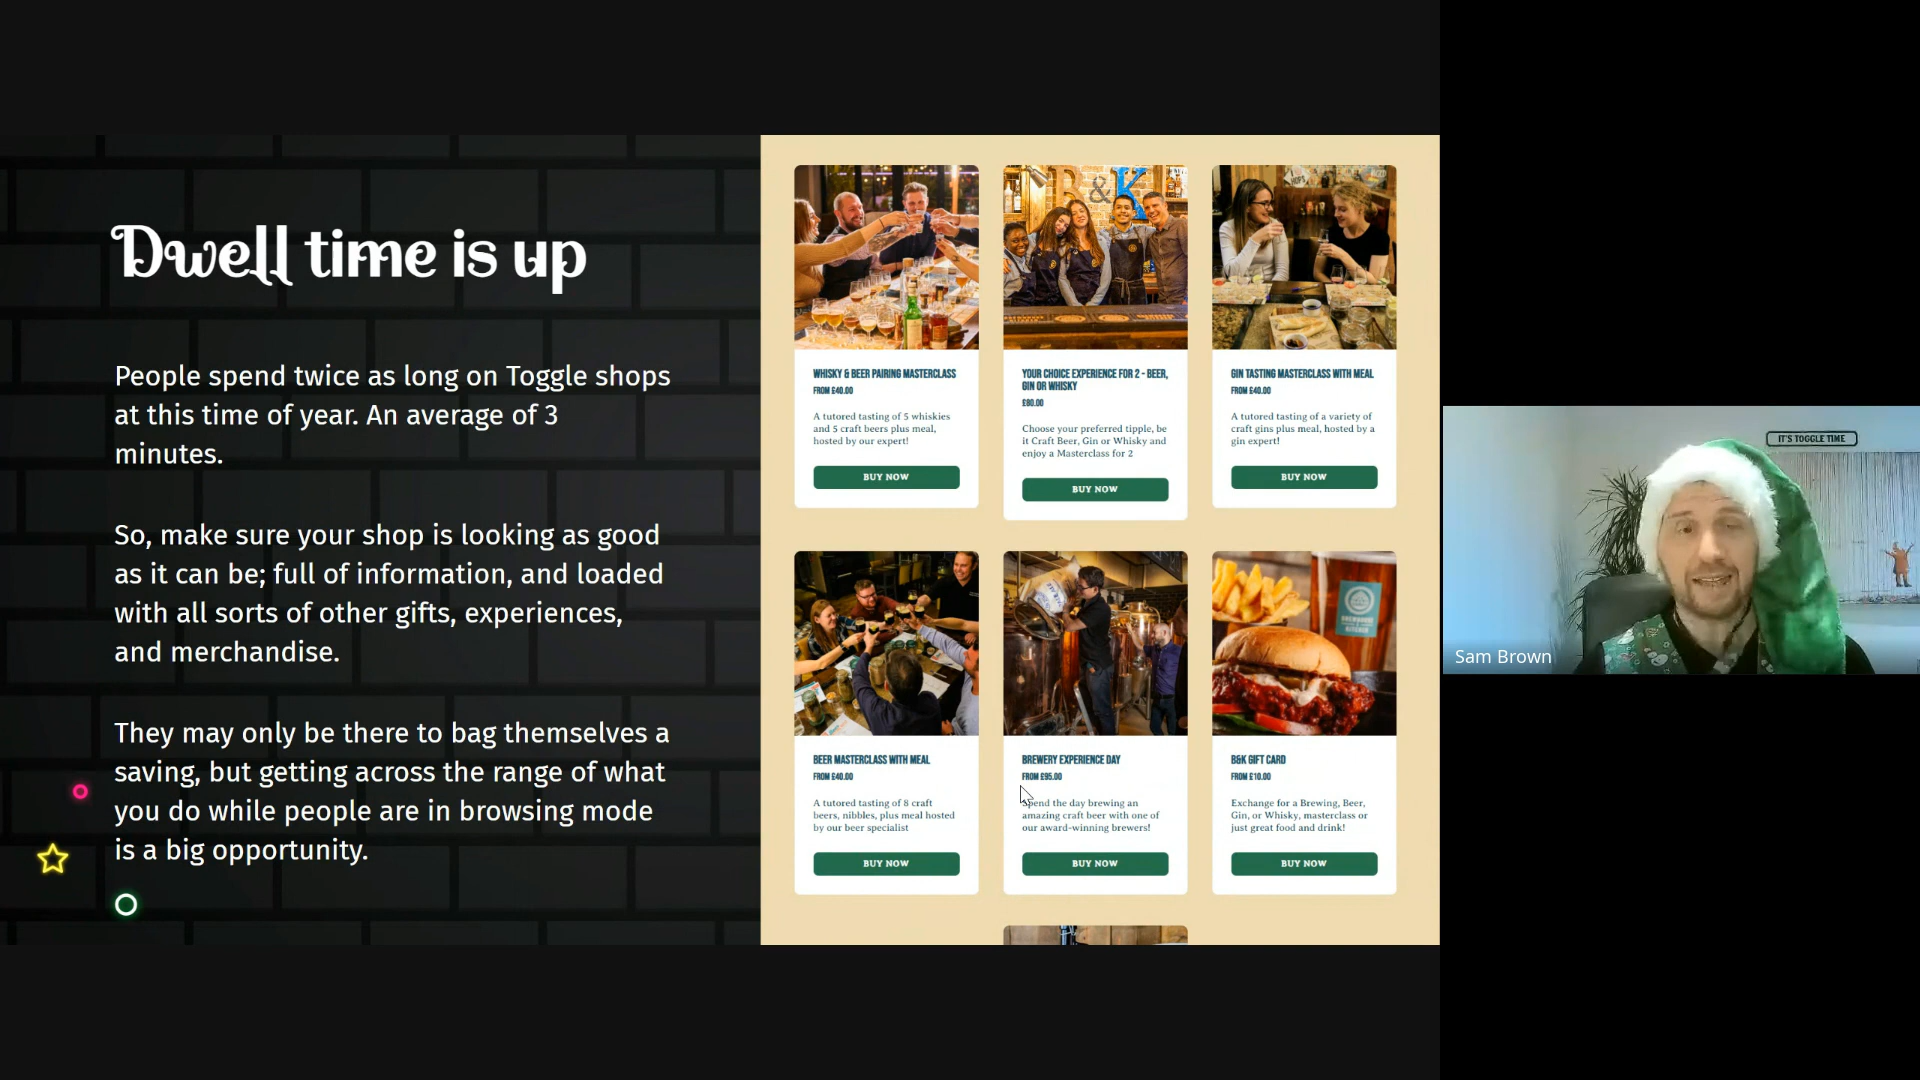 Dwell time is up
People spend twice as long on Toggle shops
at this time of year. An average of 3
minutes.
So, make sure your shop is looking as good
as it can be; full of information, and loaded
with all sorts of other gifts, experiences,
and merchandise.
They may only be there to bag themselves a
saving, but getting across the range of what
you do while people are in browsing mode
is a big opportunity.
B&K
HOPS
WHISKY & BEER PAIRING MASTERCLASS
FROM £40.00
A tutored tasting of 5 whiskies
and 5 craft beers plus meal,
hosted by our expert!
BUY NOW
YOUR CHOICE EXPERIENCE FOR 2 - BEER,
GIN OR WHISKY
£80.00
Choose your preferred tipple, be
it Craft Beer, Gin or Whisky and
enjoy a Masterclass for 2
BUY NOW
GIN TASTING MASTERCLASS WITH MEAL
FROM £40.00
A tutored tasting of a variety of
craft gins plus meal, hosted by a
gin expert!
BUY NOW
BEER MASTERCLASS WITH MEAL
FROM £40.00
A tutored tasting of 8 craft
beers, nibbles, plus meal hosted
by our beer specialist
BUY NOW
BREWERY EXPERIENCE DAY
FROM £95.00
Spend the day brewing an
amazing craft beer with one of
our award-winning brewers!
BUY NOW
B&K GIFT CARD
FROM £10.00
Exchange for a Brewing, Beer,
Gin, or Whisky, masterclass or
just great food and drink!
BUY NOW
IT'S TOGGLE TIME
Sam Brown